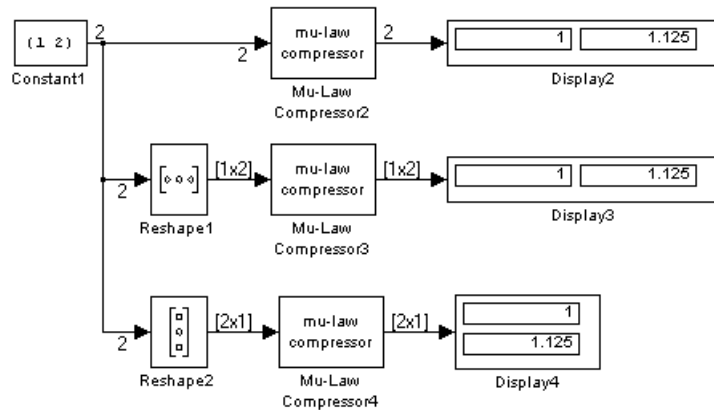 (1 2)
2
Constant1
2
mu-law
compressor
2
Mu-Law
Compressor2
1
1.125
Display2
2
Reshape1
[1x2]
mu-law
compressor
[1x2]
Mu-Law
Compressor3
1
1.125
Display3
2
Reshape2
[2x1]
mu-law
compressor
[2x1]
Mu-Law
Compressor4
1
1.125
Display4